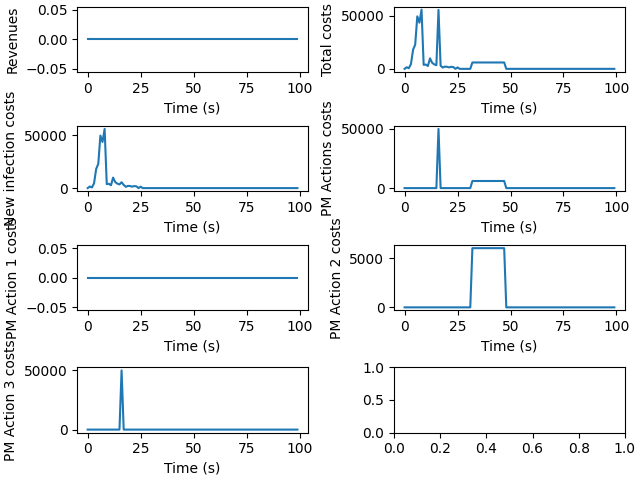 Revenues
0.05
0.00
−0.05
0 25 50 75 100
Time (s)
Total costs
50000
0
0 25 50 75 100
Time (s)
New infection costs
50000
0
0 25 50 75 100
Time (s)
PM Actions costs
50000
0
0 25 50 75 100
Time (s)
PM Action 1 costs
0.05
0.00
−0.05
0 25 50 75 100
Time (s)
PM Action 2 costs
5000
0
0 25 50 75 100
Time (s)
PM Action 3 costs
50000
0
0 25 50 75 100
Time (s)
1.0
0.5
0.0
0.0 0.2 0.4 0.6 0.8 1.0